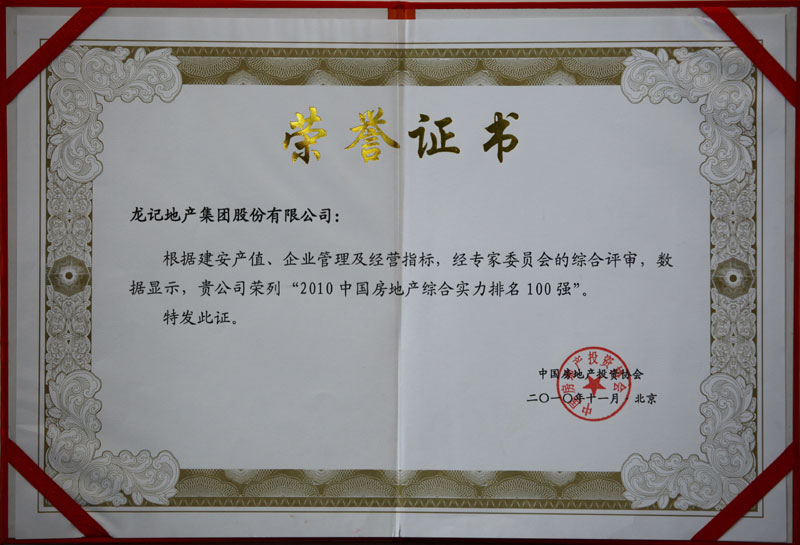 荣誉证书
龙记地产集团股份有限公司：
根据建安产值、企业管理及经营指标，经专家委员会的综合评审，数
据显示，贵公司荣列“2010中国房地产综合实力排名100强”。
特发此证。
中国房地产投资协会
二〇一〇年十一月·北京